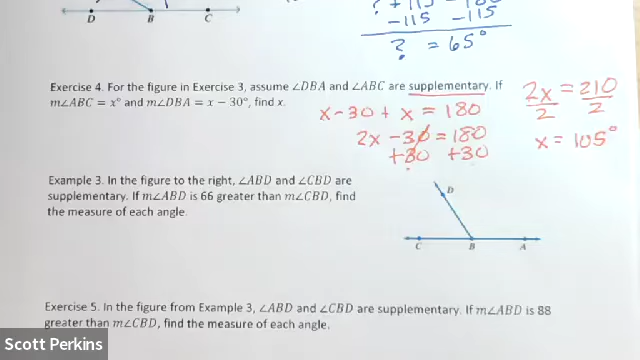 ? + 115 = 180
-115 -115
? = 65°
D B C
Exercise 4. For the figure in Exercise 3, assume ∠DBA and ∠ABC are supplementary. If
m∠ABC = x° and m∠DBA = x − 30°, find x.
x-30 + x = 180
2x - 30 = 180
+30 +30
2x = 210
2 2
x = 105°
Example 3. In the figure to the right, ∠ABD and ∠CBD are
supplementary. If m∠ABD is 66 greater than m∠CBD, find
the measure of each angle.
D
C B A
Exercise 5. In the figure from Example 3, ∠ABD and ∠CBD are supplementary. If m∠ABD is 88
greater than m∠CBD, find the measure of each angle.
Scott Perkins